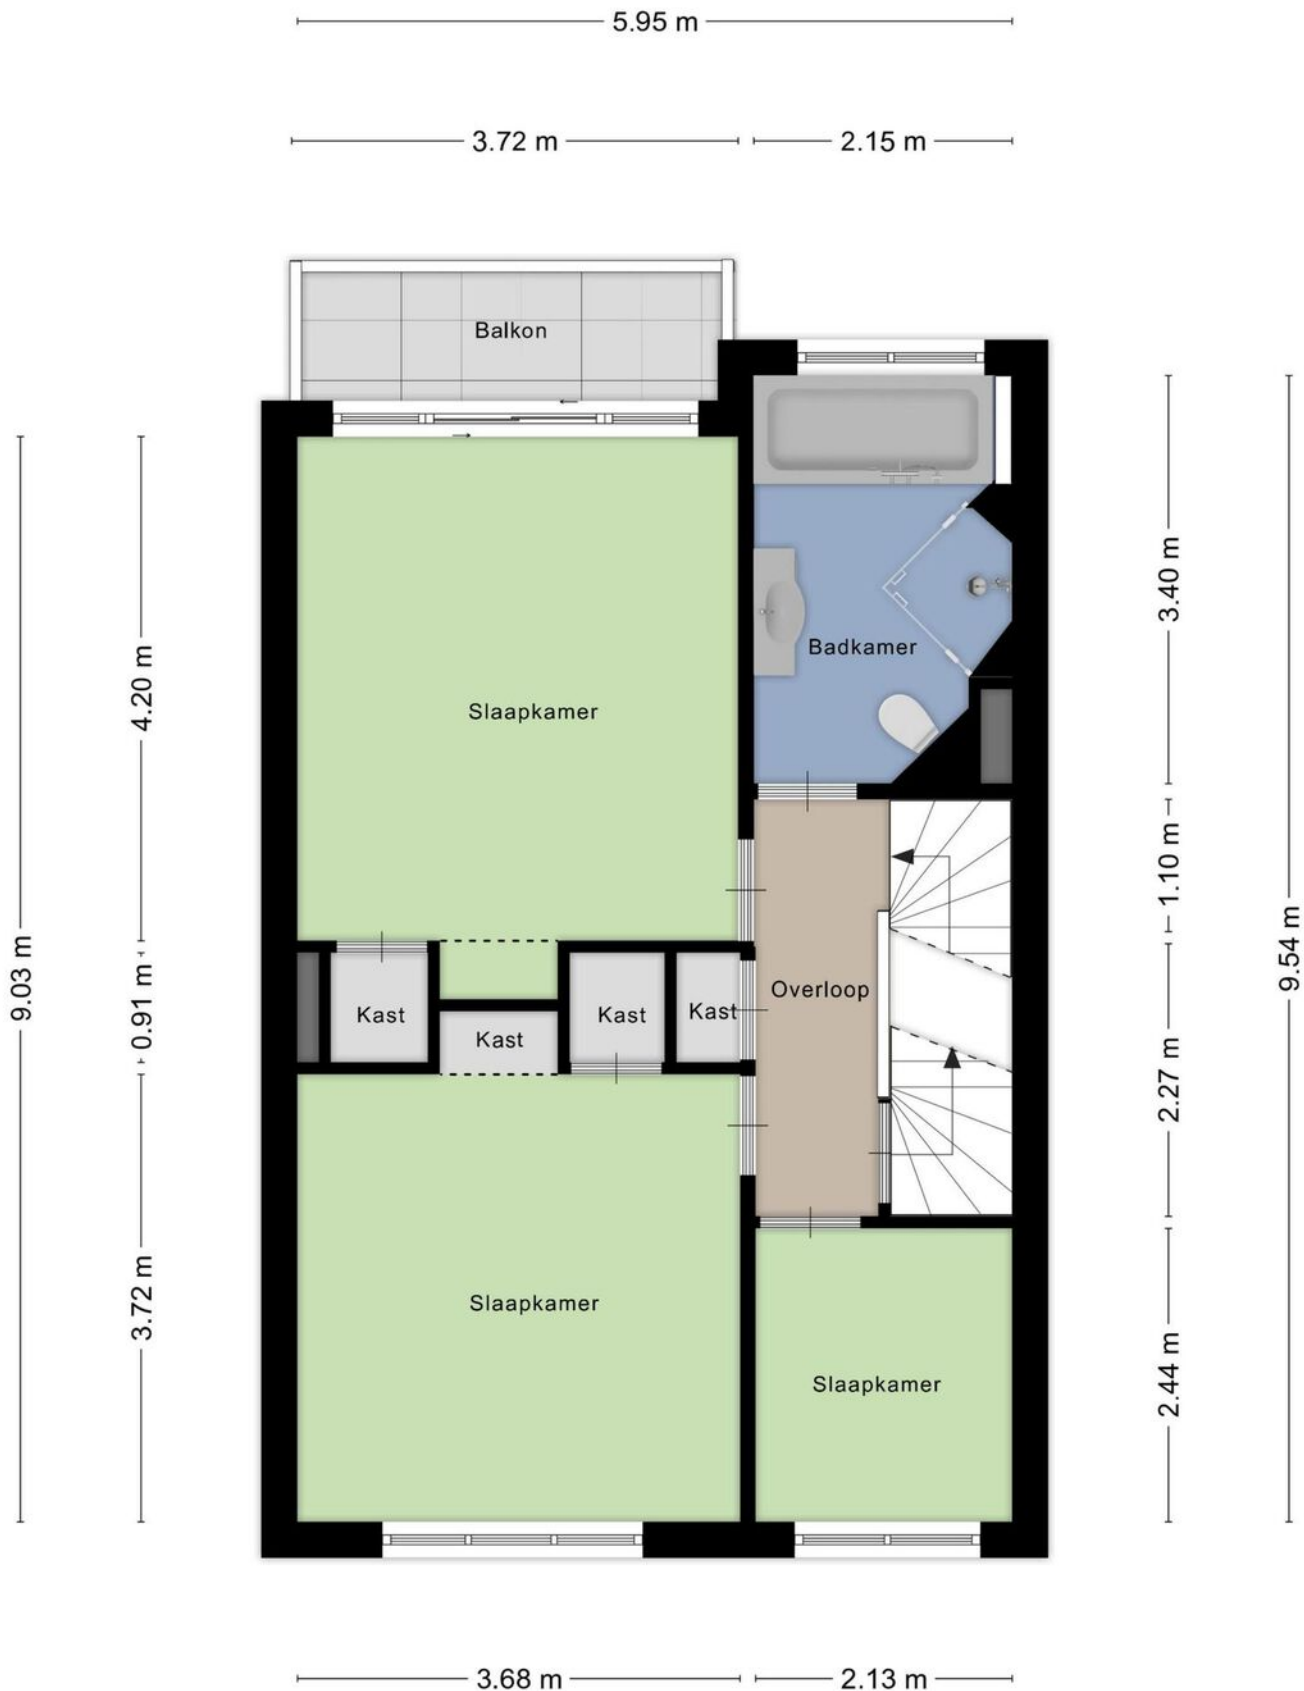 5.95 m
3.72 m
2.15 m
Balkon
3.40 m
4.20 m
Badkamer
Slaapkamer
1.10 m
9.03 m
0.91 m
9.54 m
Overloop
Kast
Kast
Kast
Kast
2.27 m
3.72 m
Slaapkamer
2.44 m
Slaapkamer
3.68 m
2.13 m